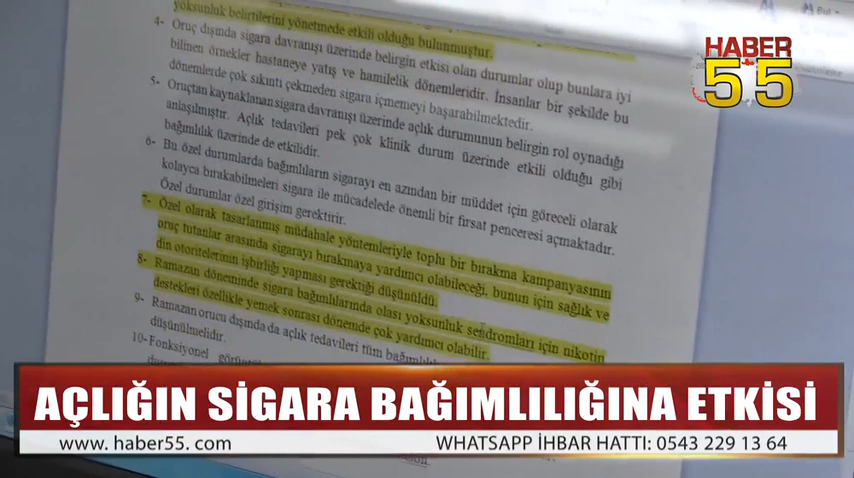 yoksunluk belirtilerini yönetmede etkili olduğu bulunmuştur.
4- Oruç dışında sigara davranışı üzerinde belirgin etkisi olan durumlar olup bunlara iyi
bilinen örnekler hastaneye yatış ve hamilelik dönemleridir. İnsanlar bir şekilde bu
dönemlerde çok sıkıntı çekmeden sigara içmemeyi başarabilmektedir.
5- Oruçtan kaynaklanan sigara davranışı üzerinde açlık durumunun belirgin rol oynadığı
anlaşılmıştır. Açlık tedavileri pek çok klinik durum üzerinde etkili olduğu gibi
bağımlılık üzerinde de etkilidir.
6- Bu özel durumlarda bağımlıların sigarayı en azından bir müddet için göreceli olarak
kolayca bırakabilmeleri sigara ile mücadelede önemli bir fırsat penceresi açmaktadır.
Özel durumlar özel girişim gerektirir.
7- Özel olarak tasarlanmış müdahale yöntemleriyle toplu bir bırakma kampanyasının
oruç tutanlar arasında sigarayı bırakmaya yardımcı olabileceği, bunun için sağlık ve
din otoritelerinin işbirliği yapması gerektiği düşünüldü.
8- Ramazan döneminde sigara bağımlılarında olası yoksunluk sendromları için nikotin
destekleri özellikle yemek sonrası dönemde çok yardımcı olabilir.
9- Ramazan orucu dışında da açlık tedavileri tüm
düşünülmelidir.
10-Fonksiyonel
HABER
55
AÇLIĞIN SİGARA BAĞIMLILIĞINA ETKİSİ
www. haber55. com
WHATSAPP İHBAR HATTI: 0543 229 13 64